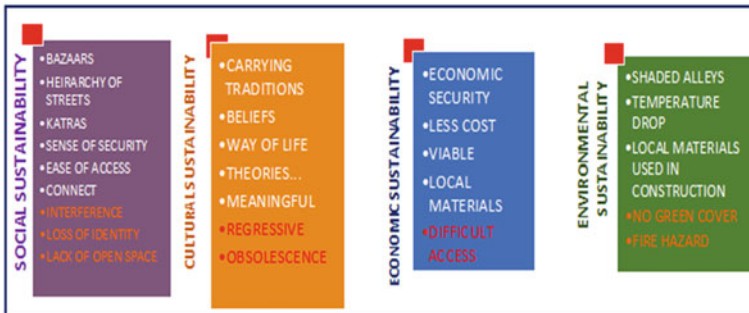 SOCIAL SUSTAINABILITY
•BAZAARS
•HEIRARCHY OF
STREETS
•KATRAS
•SENSE OF SECURITY
•EASE OF ACCESS
•CONNECT
•INTERFERENCE
•LOSS OF IDENTITY
•LACK OF OPEN SPACE
CULTURAL SUSTAINABILITY
•CARRYING
TRADITIONS
•BELIEFS
•WAY OF LIFE
•THEORIES...
•MEANINGFUL
•REGRESSIVE
•OBSOLESCENCE
ECONOMIC SUSTAINABILITY
•ECONOMIC
SECURITY
•LESS COST
•VIABLE
•LOCAL
MATERIALS
•DIFFICULT
ACCESS
ENVIRONMENTAL
SUSTAINABILITY
•SHADED ALLEYS
•TEMPERATURE
DROP
•LOCAL MATERIALS
USED IN
CONSTRUCTION
•NO GREEN COVER
•FIRE HAZARD